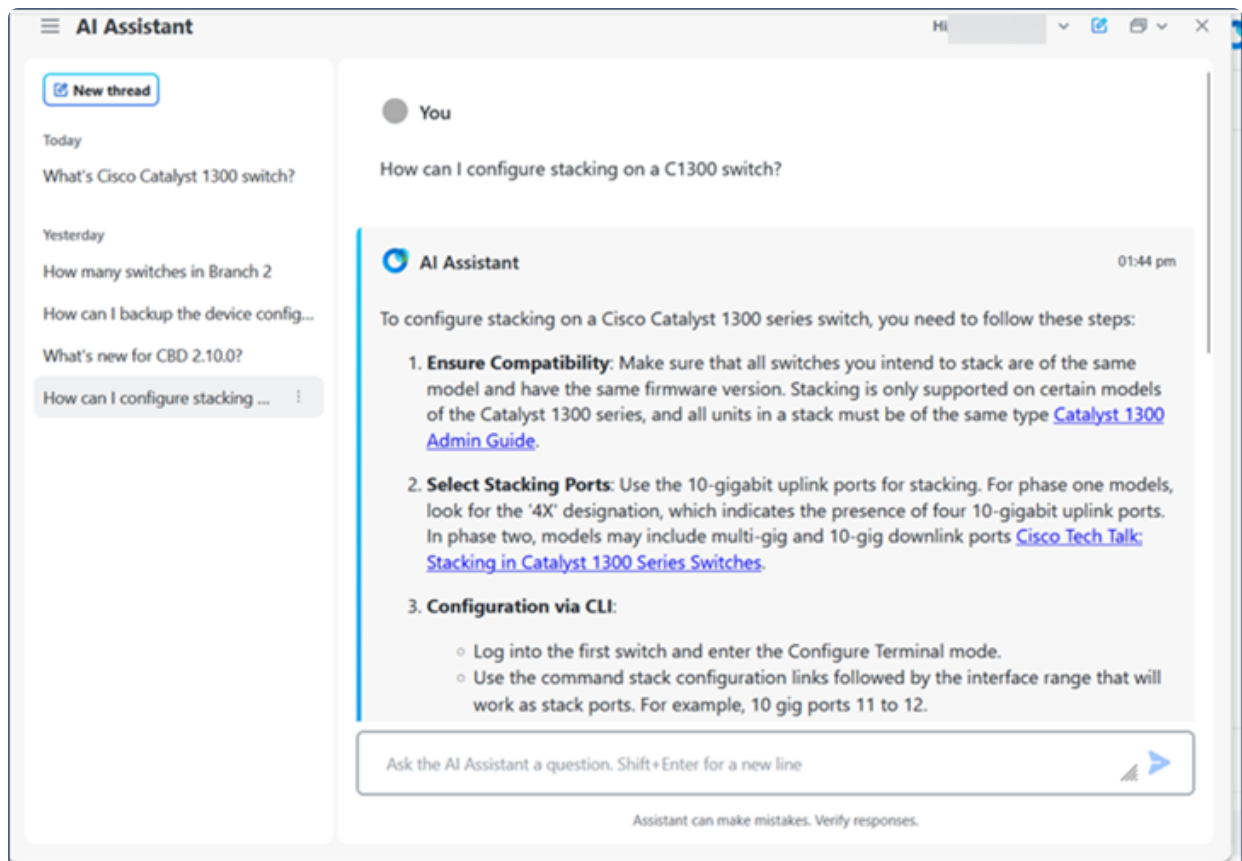 AI Assistant
Hi
New thread
Today
What's Cisco Catalyst 1300 switch?
Yesterday
How many switches in Branch 2
How can I backup the device config...
What's new for CBD 2.10.0?
How can I configure stacking ...
You
How can I configure stacking on a C1300 switch?
AI Assistant
01:44 pm
To configure stacking on a Cisco Catalyst 1300 series switch, you need to follow these steps:
1. Ensure Compatibility: Make sure that all switches you intend to stack are of the same
model and have the same firmware version. Stacking is only supported on certain models
of the Catalyst 1300 series, and all units in a stack must be of the same type Catalyst 1300
Admin Guide.
2. Select Stacking Ports: Use the 10-gigabit uplink ports for stacking. For phase one models,
look for the '4X' designation, which indicates the presence of four 10-gigabit uplink ports.
In phase two, models may include multi-gig and 10-gig downlink ports Cisco Tech Talk:
Stacking in Catalyst 1300 Series Switches.
3. Configuration via CLI:
◦ Log into the first switch and enter the Configure Terminal mode.
◦ Use the command stack configuration links followed by the interface range that will
work as stack ports. For example, 10 gig ports 11 to 12.
Ask the AI Assistant a question. Shift+Enter for a new line
Assistant can make mistakes. Verify responses.